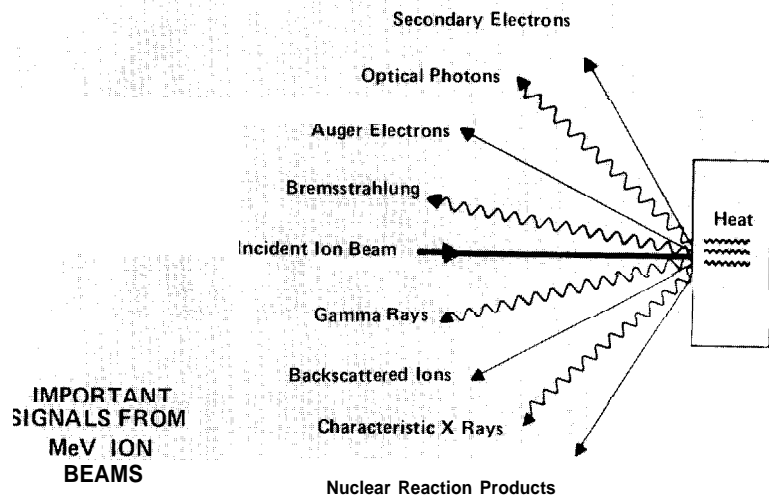 Secondary Electrons
Optical Photons
Auger Electrons
Bremsstrahlung
Heat
Incident Ion Beam
Gamma Rays
Backscattered Ions
Characteristic X Rays
Nuclear Reaction Products
IMPORTANT
SIGNALS FROM
MeV ION
BEAMS